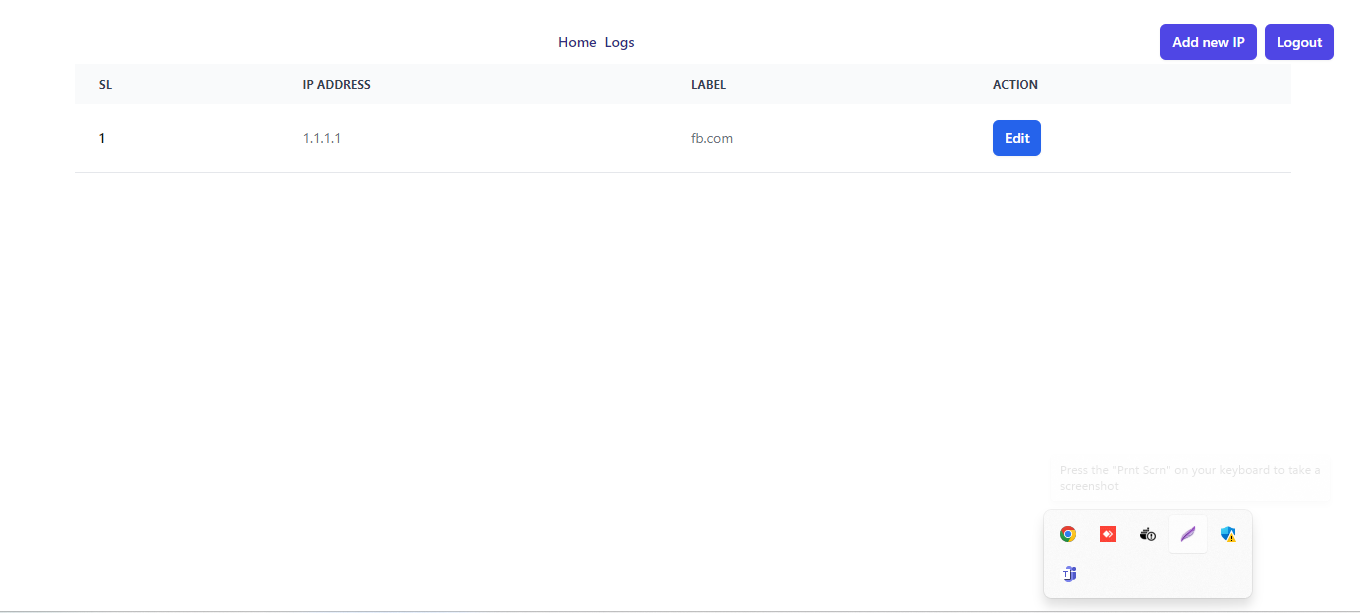 Home Logs
Add new IP
Logout
SL IP ADDRESS LABEL ACTION
1 1.1.1.1 fb.com Edit
Press the "Prnt Scrn" on your keyboard to take a
screenshot